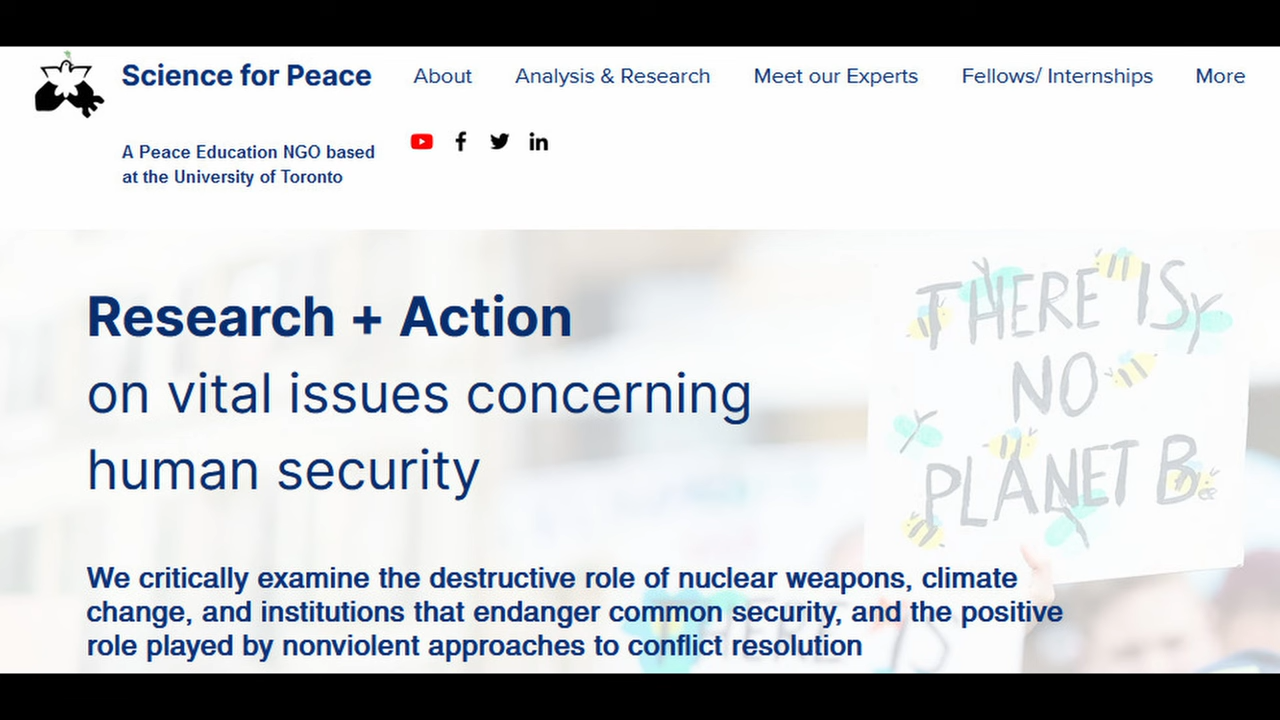 Science for Peace
About
Analysis & Research
Meet our Experts
Fellows/ Internships
More
A Peace Education NGO based
at the University of Toronto
Research + Action
on vital issues concerning
human security
THERE IS
NO
PLANET B
ee
We critically examine the destructive role of nuclear weapons, climate
change, and institutions that endanger common security, and the positive
role played by nonviolent approaches to conflict resolution